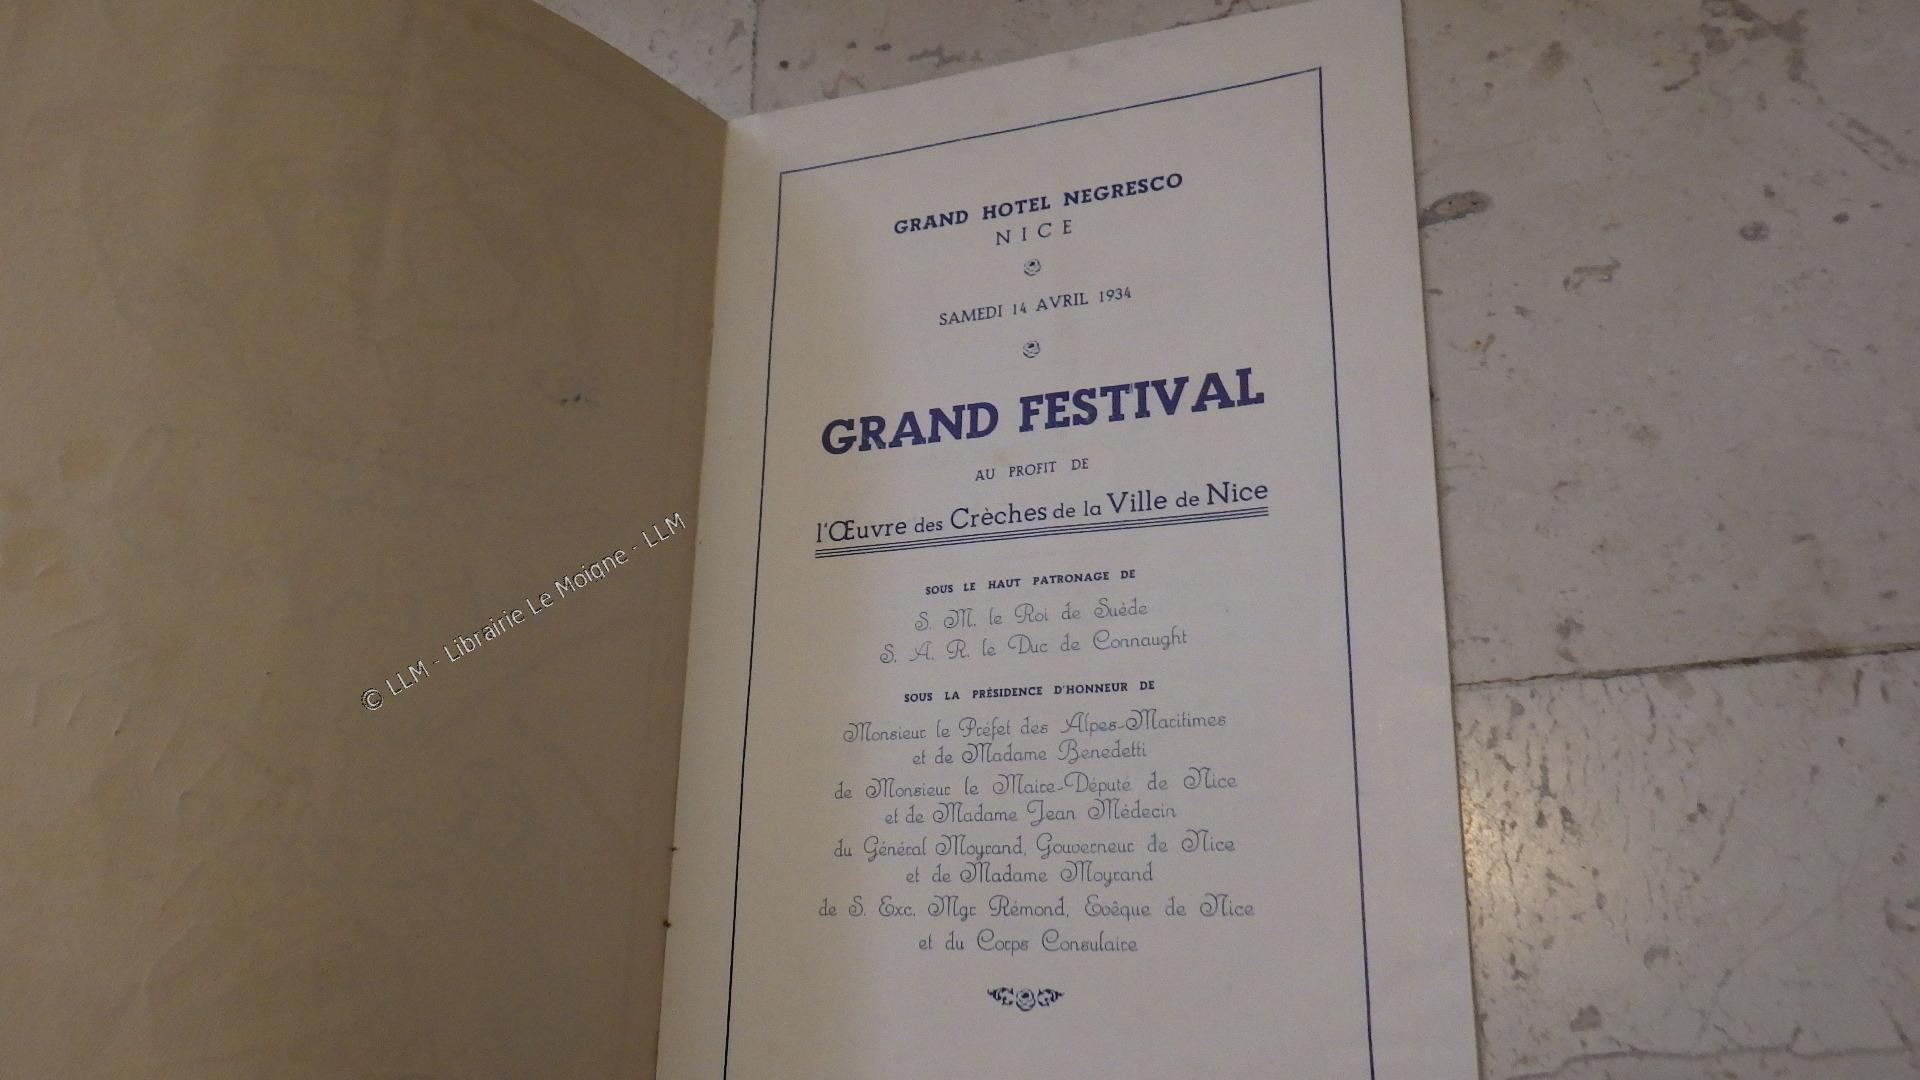 GRAND HOTEL NEGRESCO
NICE
SAMEDI 14 AVRIL 1934
GRAND FESTIVAL
AU PROFIT DE
l'Œuvre des Crèches de la Ville de Nice
SOUS LE HAUT PATRONAGE DE
S. M. le Roi de Suède
S. A. R. le Duc de Connaught
SOUS LA PRÉSIDENCE D'HONNEUR DE
Monsieur le Préfet des Alpes-Maritimes
et de Madame Benedetti
de Monsieur le Maire-Député de Nice
et de Madame Jean Médecin
du Général Moyrand, Gouverneur de Nice
et de Madame Moyrand
de S. Exc. Mgr Rémond, Evêque de Nice
et du Corps Consulaire
© LLM - Librairie Le Moigne - LLM